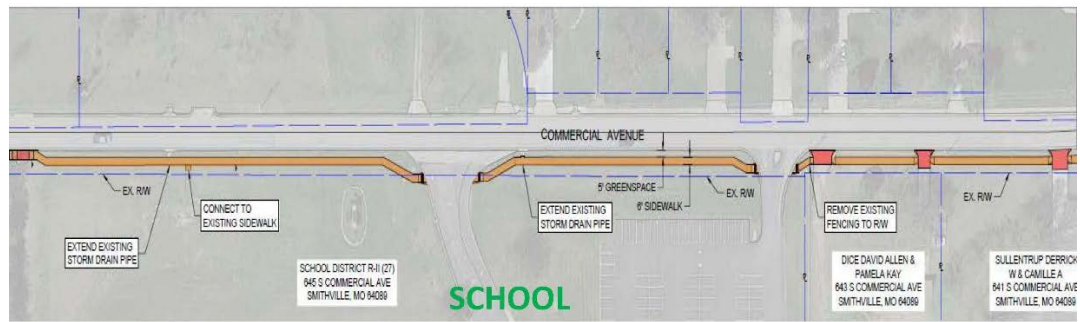 COMMERCIAL AVENUE
EX. R/W
CONNECT TO
EXISTING SIDEWALK
EXTEND EXISTING
STORM DRAIN PIPE
EXTEND EXISTING
STORM DRAIN PIPE
5' GREENSPACE
6' SIDEWALK
EX. R/W
REMOVE EXISTING
FENCING TO R/W
EX. R/W
SCHOOL DISTRICT R-II (27)
645 S COMMERCIAL AVE
SMITHVILLE, MO 64089
SCHOOL
DICE DAVID ALLEN &
PAMELA KAY
643 S COMMERCIAL AVE
SMITHVILLE, MO 64089
SULLENTRUP DERRICK
W & CAMILLE A
641 S COMMERCIAL AVE
SMITHVILLE, MO 64089